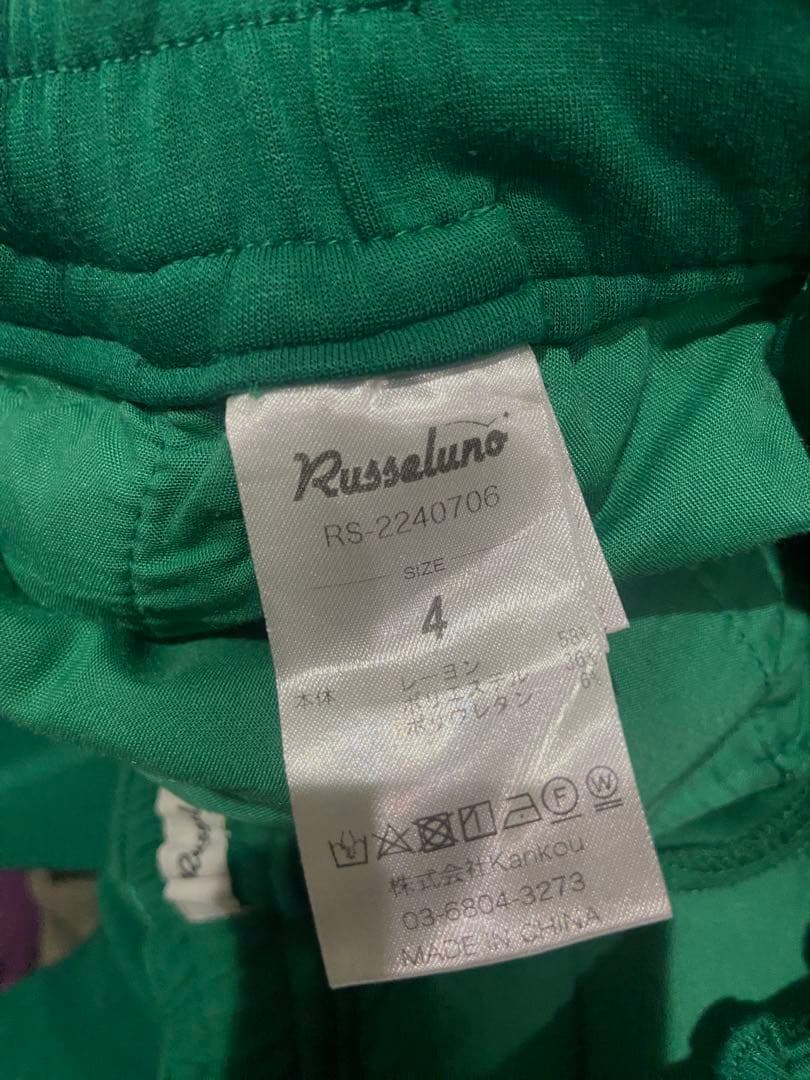 Russeluno
RS-2240706
SIZE
4
本体 レーヨン 58%
ポリエステル 36%
ポリウレタン 6%
F W
株式会社Kankou
03-6804-3273
MADE IN CHINA